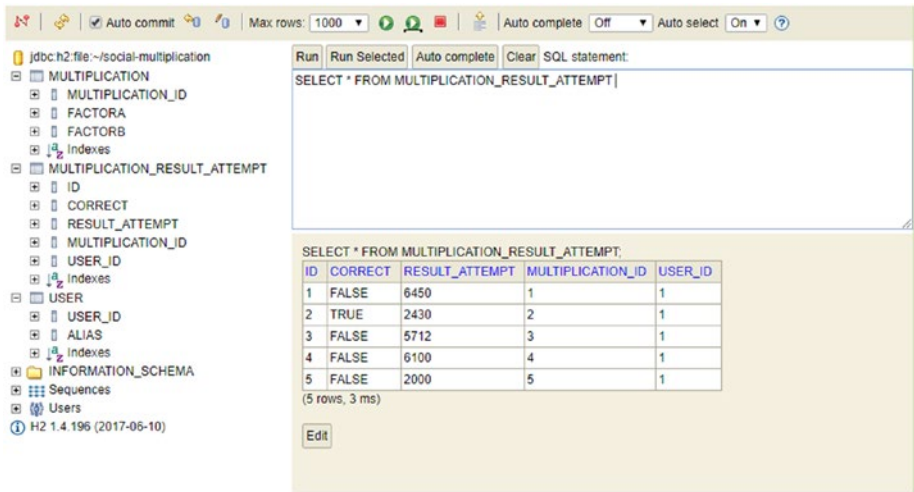 Auto commit Max rows: 1000 Auto complete Off Auto select On ?
jdbc:h2:file:~/social-multiplication
MULTIPLICATION
MULTIPLICATION_ID
FACTORA
FACTORB
Indexes
MULTIPLICATION_RESULT_ATTEMPT
ID
CORRECT
RESULT_ATTEMPT
MULTIPLICATION_ID
USER_ID
Indexes
USER
USER_ID
ALIAS
Indexes
INFORMATION_SCHEMA
Sequences
Users
H2 1.4.196 (2017-06-10)
Run Run Selected Auto complete Clear SQL statement:
SELECT * FROM MULTIPLICATION_RESULT_ATTEMPT
SELECT * FROM MULTIPLICATION_RESULT_ATTEMPT;
ID CORRECT RESULT_ATTEMPT MULTIPLICATION_ID USER_ID
1 FALSE 6450 1 1
2 TRUE 2430 2 1
3 FALSE 5712 3 1
4 FALSE 6100 4 1
5 FALSE 2000 5 1
(5 rows, 3 ms)
Edit